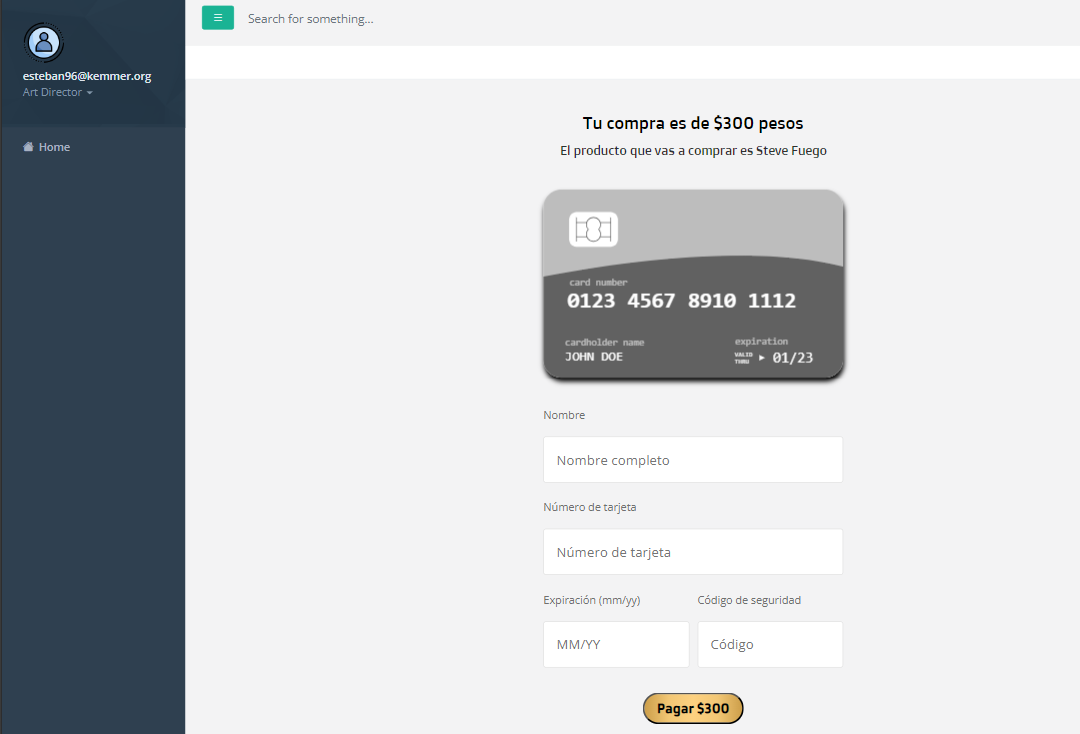 Search for something...
esteban96@kemmer.org
Art Director
Home
Tu compra es de $300 pesos
El producto que vas a comprar es Steve Fuego
card number
0123 4567 8910 1112
cardholder name
expiration
JOHN DOE
VALID THRU 01/23
Nombre
Nombre completo
Número de tarjeta
Número de tarjeta
Expiración (mm/yy)
Código de seguridad
MM/YY
Código
Pagar $300